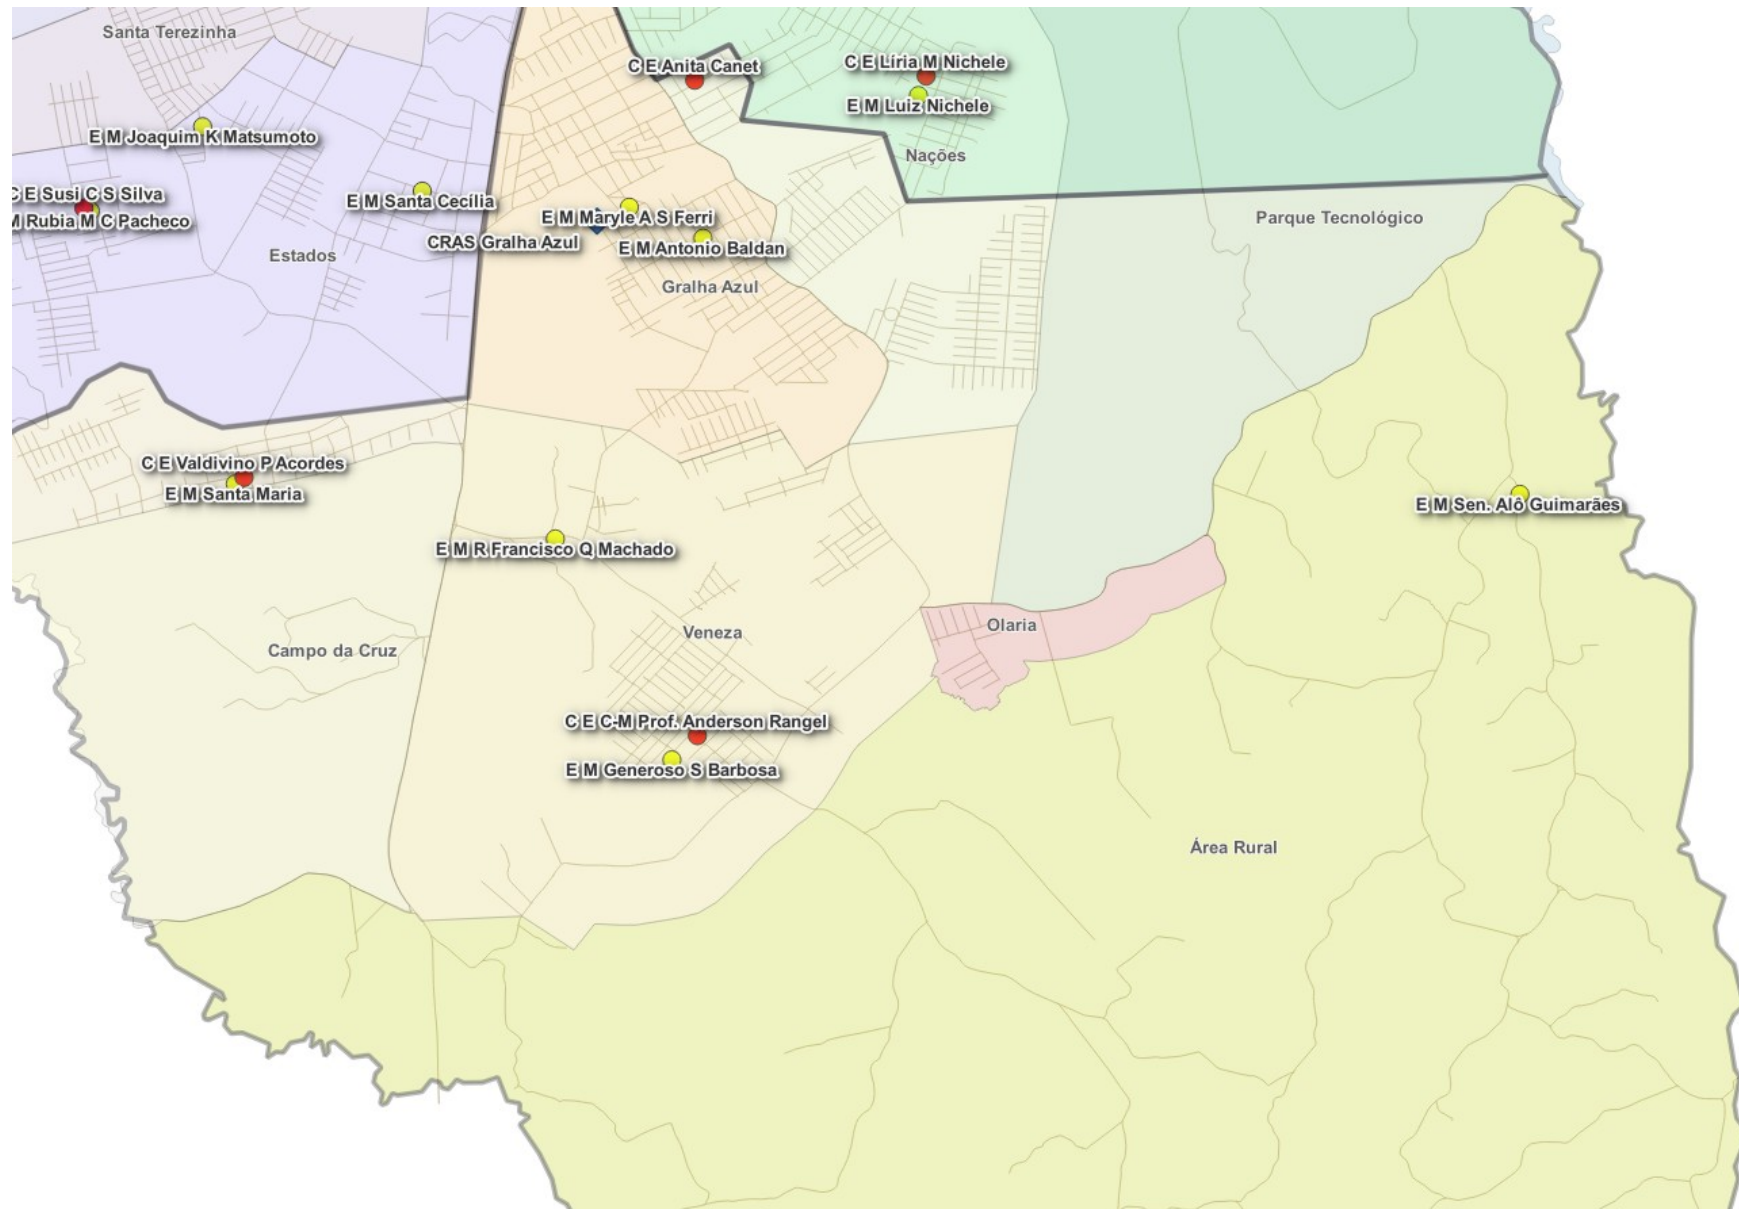 Santa Terezinha
C E Anita Canet
C E Líria M Nichele
E M Luiz Nichele
E M Joaquim K Matsumoto
Nações
C E Susi C S Silva
M Rubia M C Pacheco
E M Santa Cecília
E M Maryle A S Ferri
Parque Tecnológico
CRAS Gralha Azul
E M Antonio Baldan
Estados
Gralha Azul
C E Valdivino P Acordes
E M Santa Maria
E M Sen. Alô Guimarães
E M R Francisco Q Machado
Olaria
Veneza
Campo da Cruz
C E C-M Prof. Anderson Rangel
E M Generoso S Barbosa
Área Rural